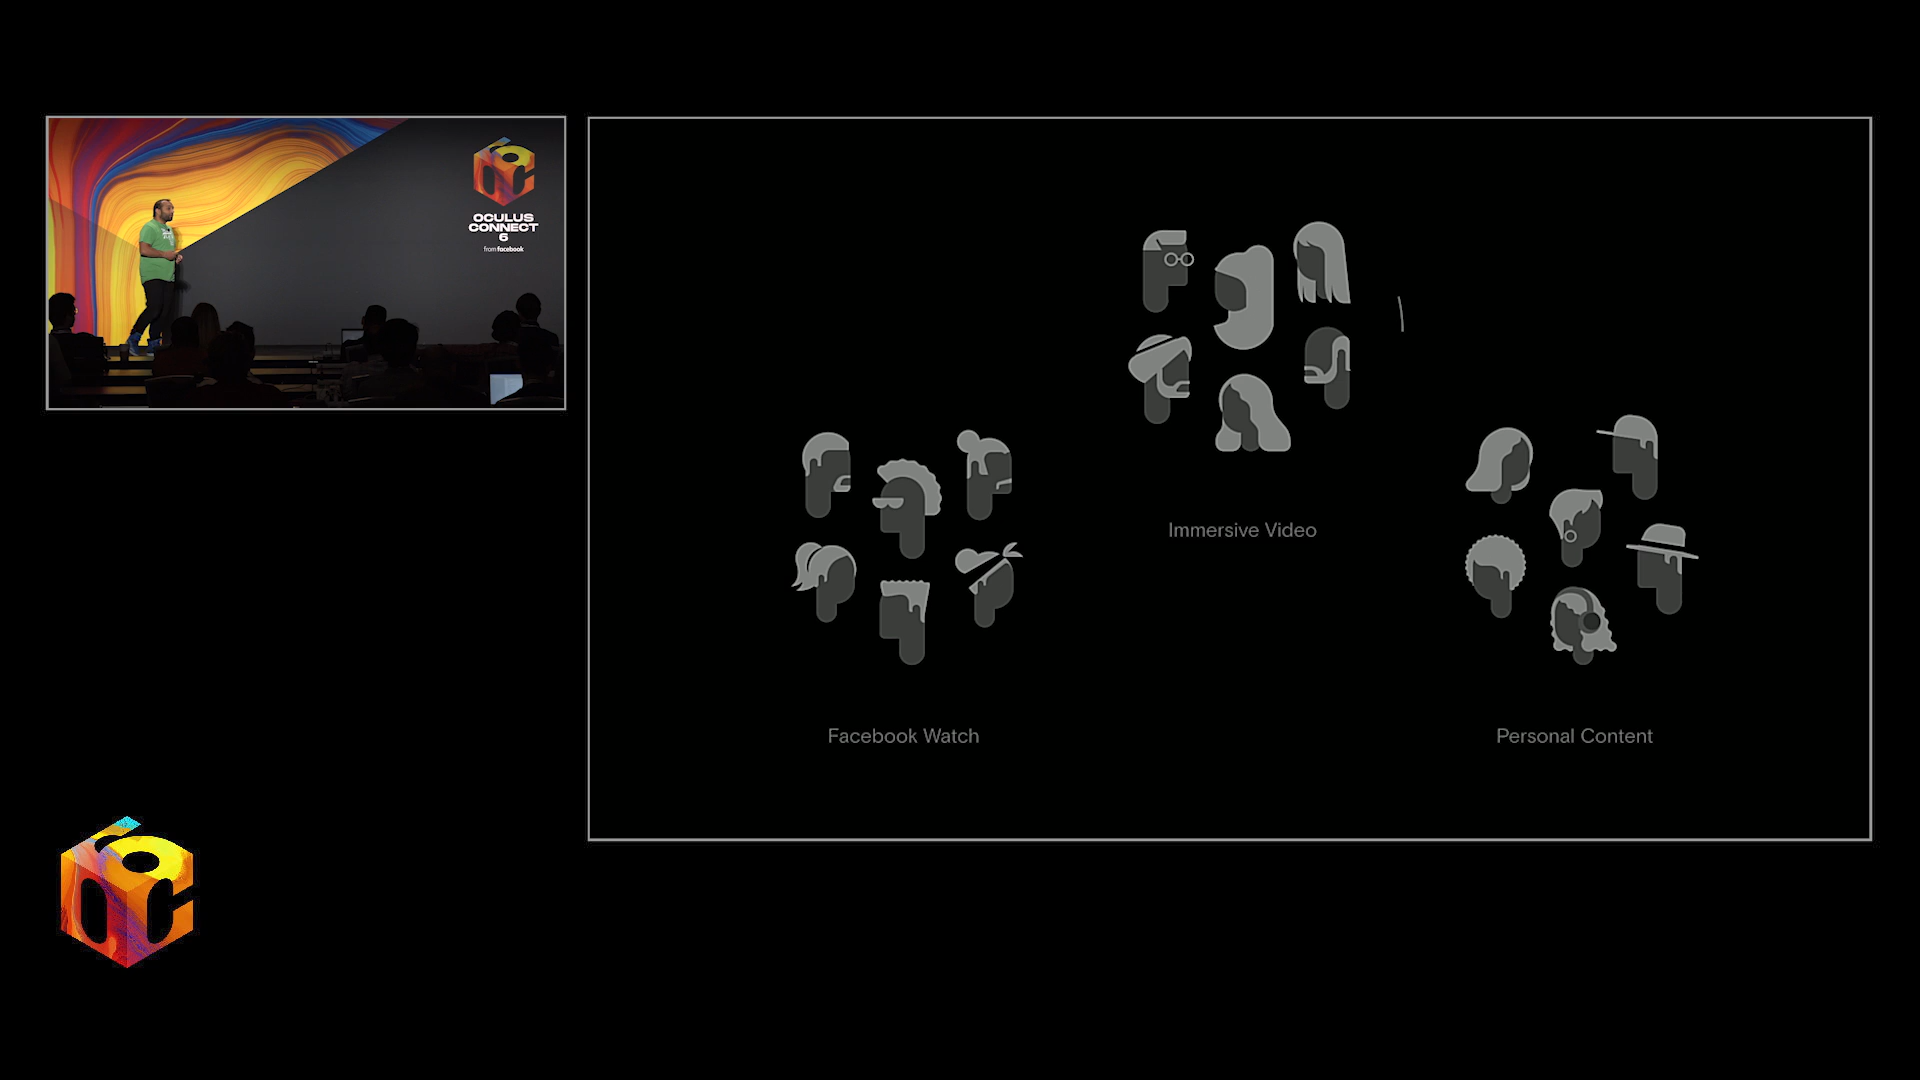 OCULUS
CONNECT
6
from facebook
Immersive Video
Facebook Watch
Personal Content